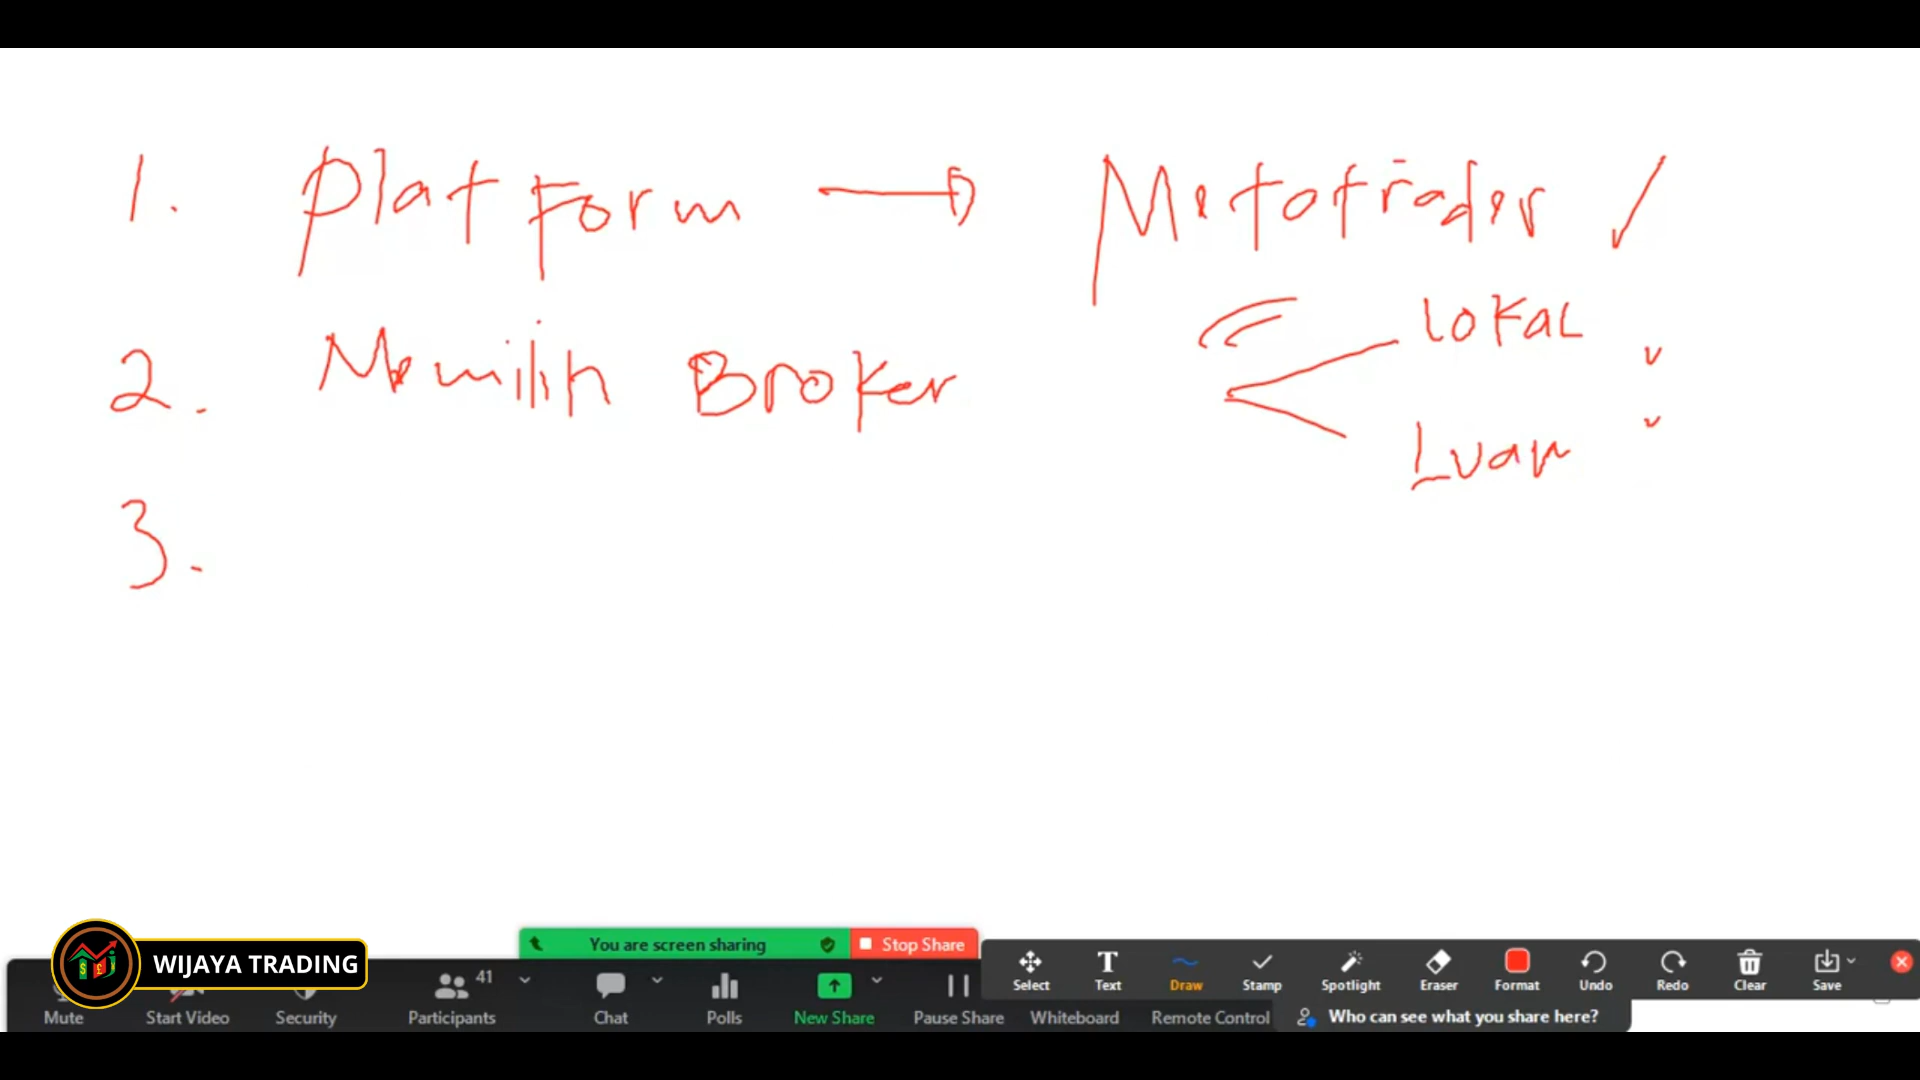 1. Platform → Metatrader ✓
2. Memilih Broker
Lokal
Luar
3.
WIJAYA TRADING
You are screen sharing
Stop Share
Mute
Start Video
Security
Participants 41
Chat
Polls
New Share
Pause Share
Whiteboard
Remote Control
Select
Text
Draw
Stamp
Spotlight
Eraser
Format
Undo
Redo
Clear
Save
Who can see what you share here?